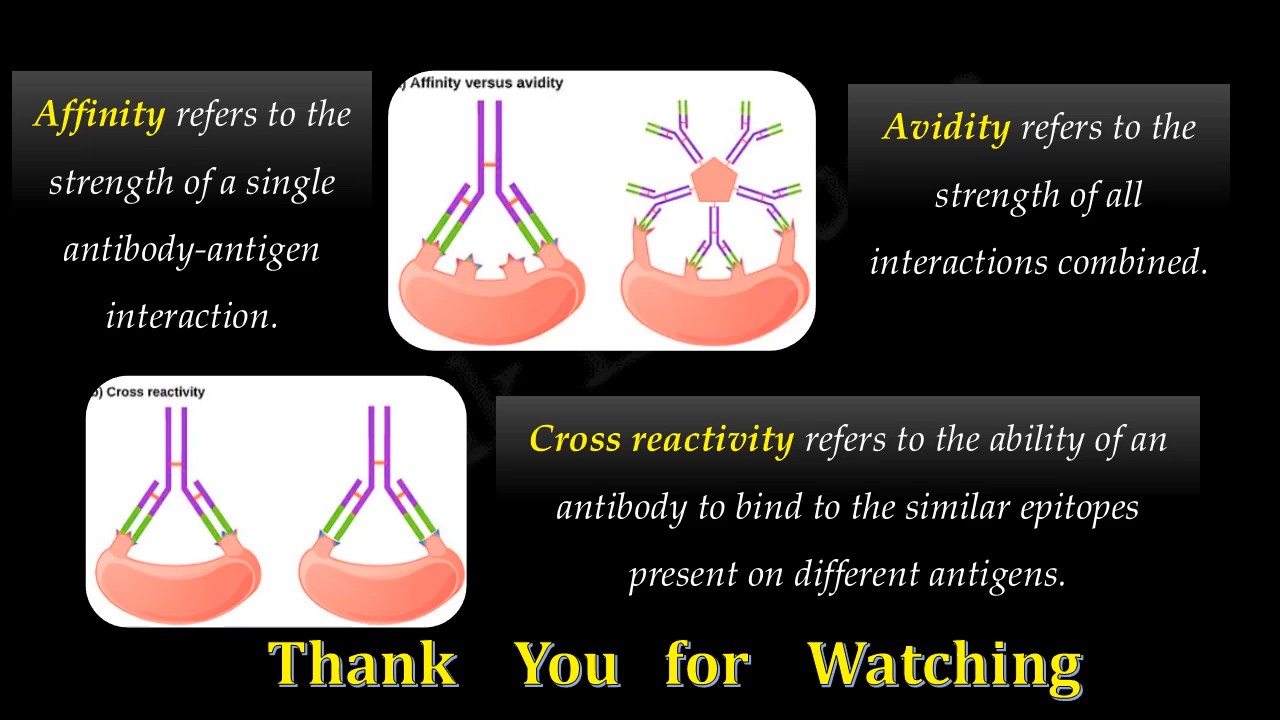 Affinity refers to the
strength of a single
antibody-antigen
interaction.
) Affinity versus avidity
Avidity refers to the
strength of all
interactions combined.
) Cross reactivity
Cross reactivity refers to the ability of an
antibody to bind to the similar epitopes
present on different antigens.
Thank You for Watching